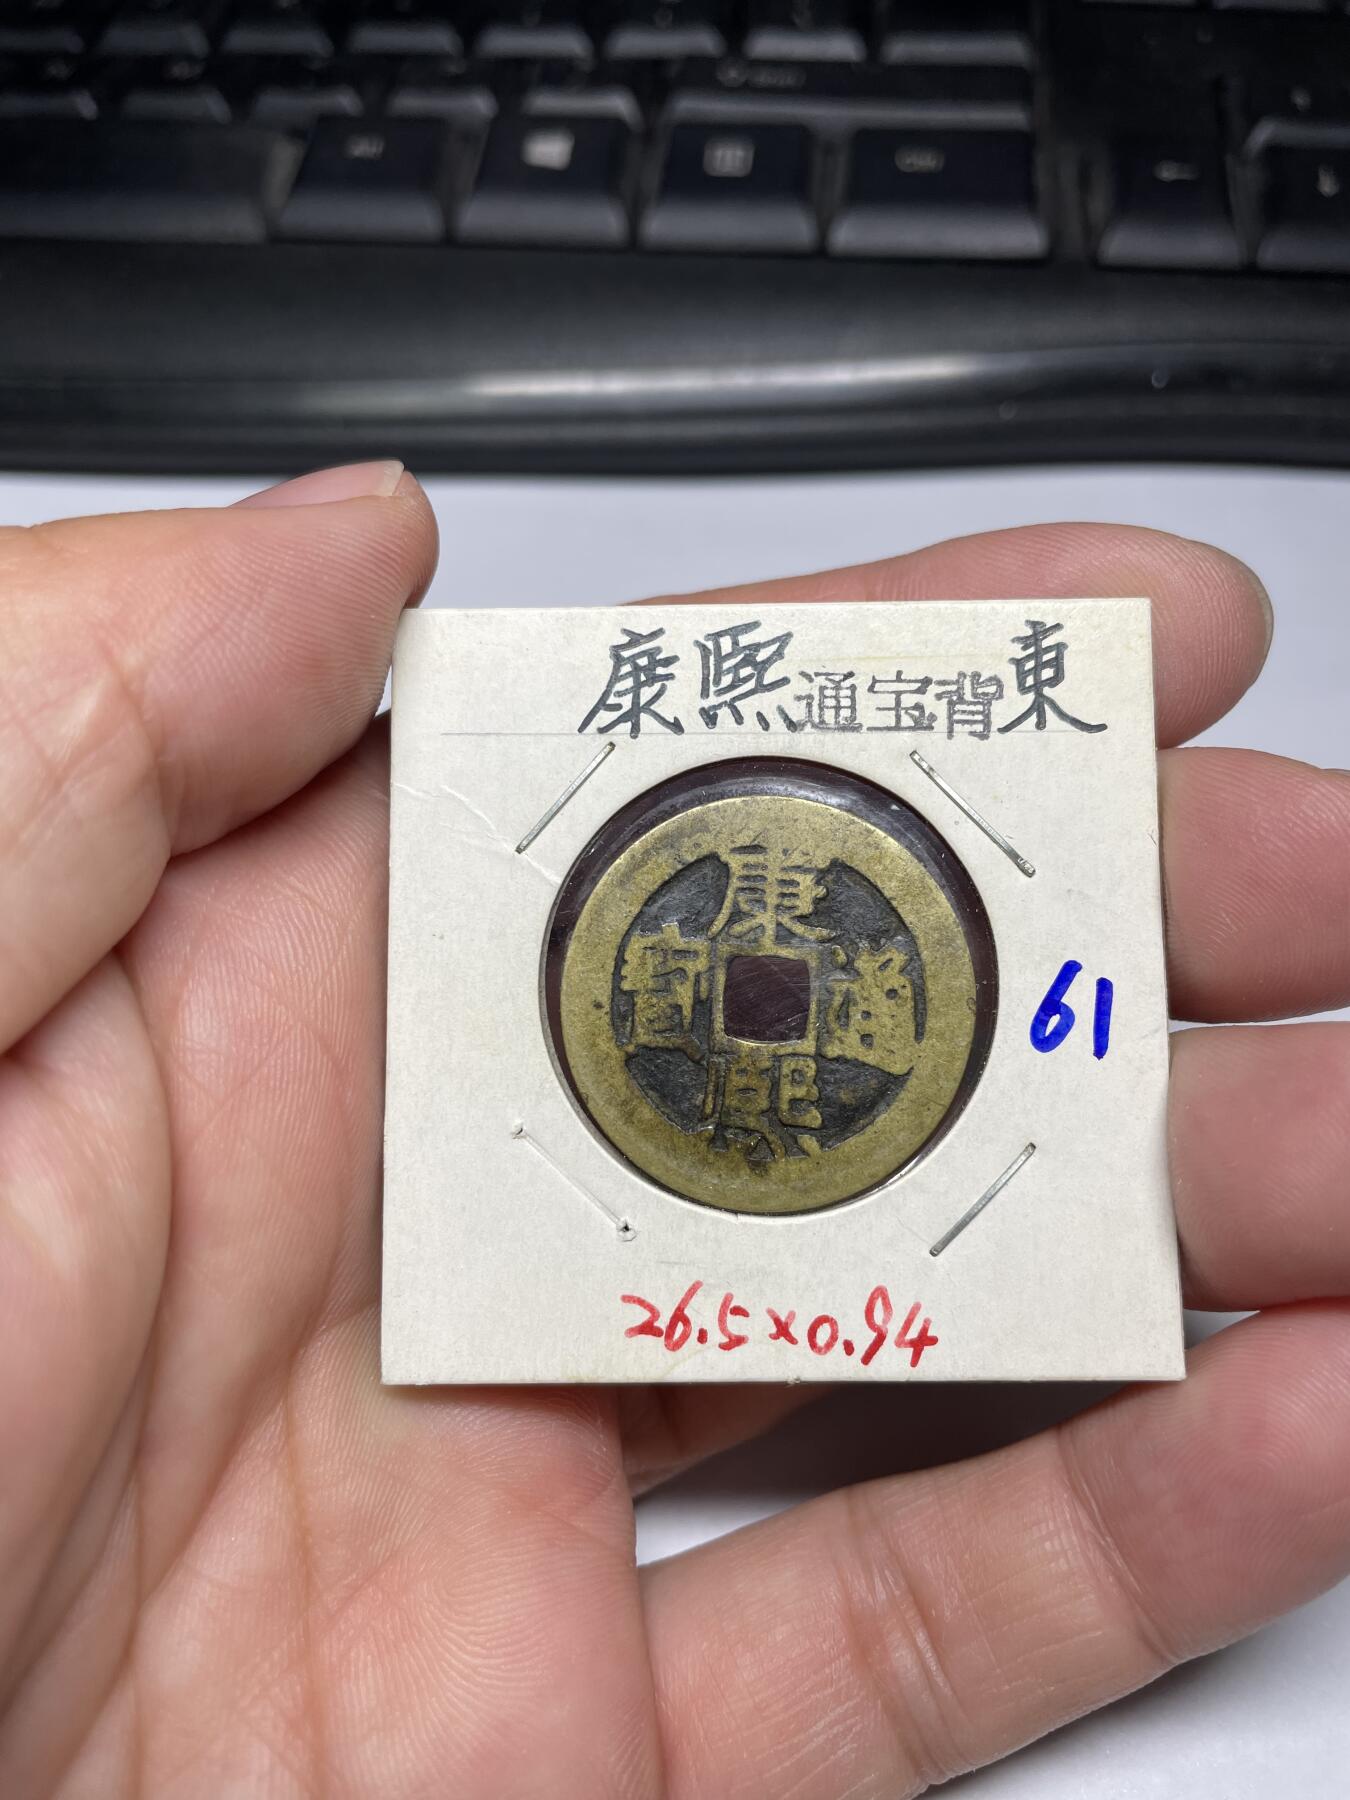 康熙通宝背東
康
寶 通
熙
61
26.5×0.94